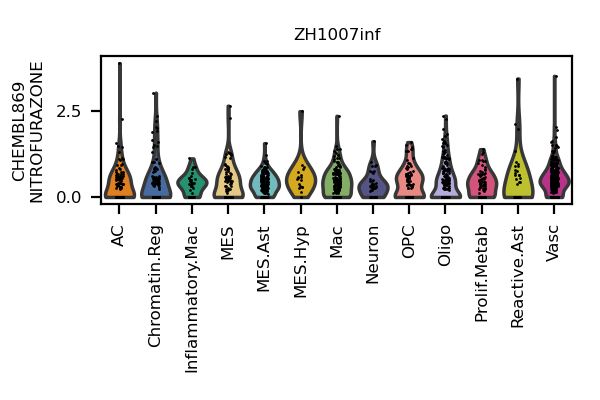 ZH1007inf
CHEMBL869
NITROFURAZONE
2.5
0.0
AC
Chromatin.Reg
Inflammatory.Mac
MES
MES.Ast
MES.Hyp
Mac
Neuron
OPC
Oligo
Prolif.Metab
Reactive.Ast
Vasc